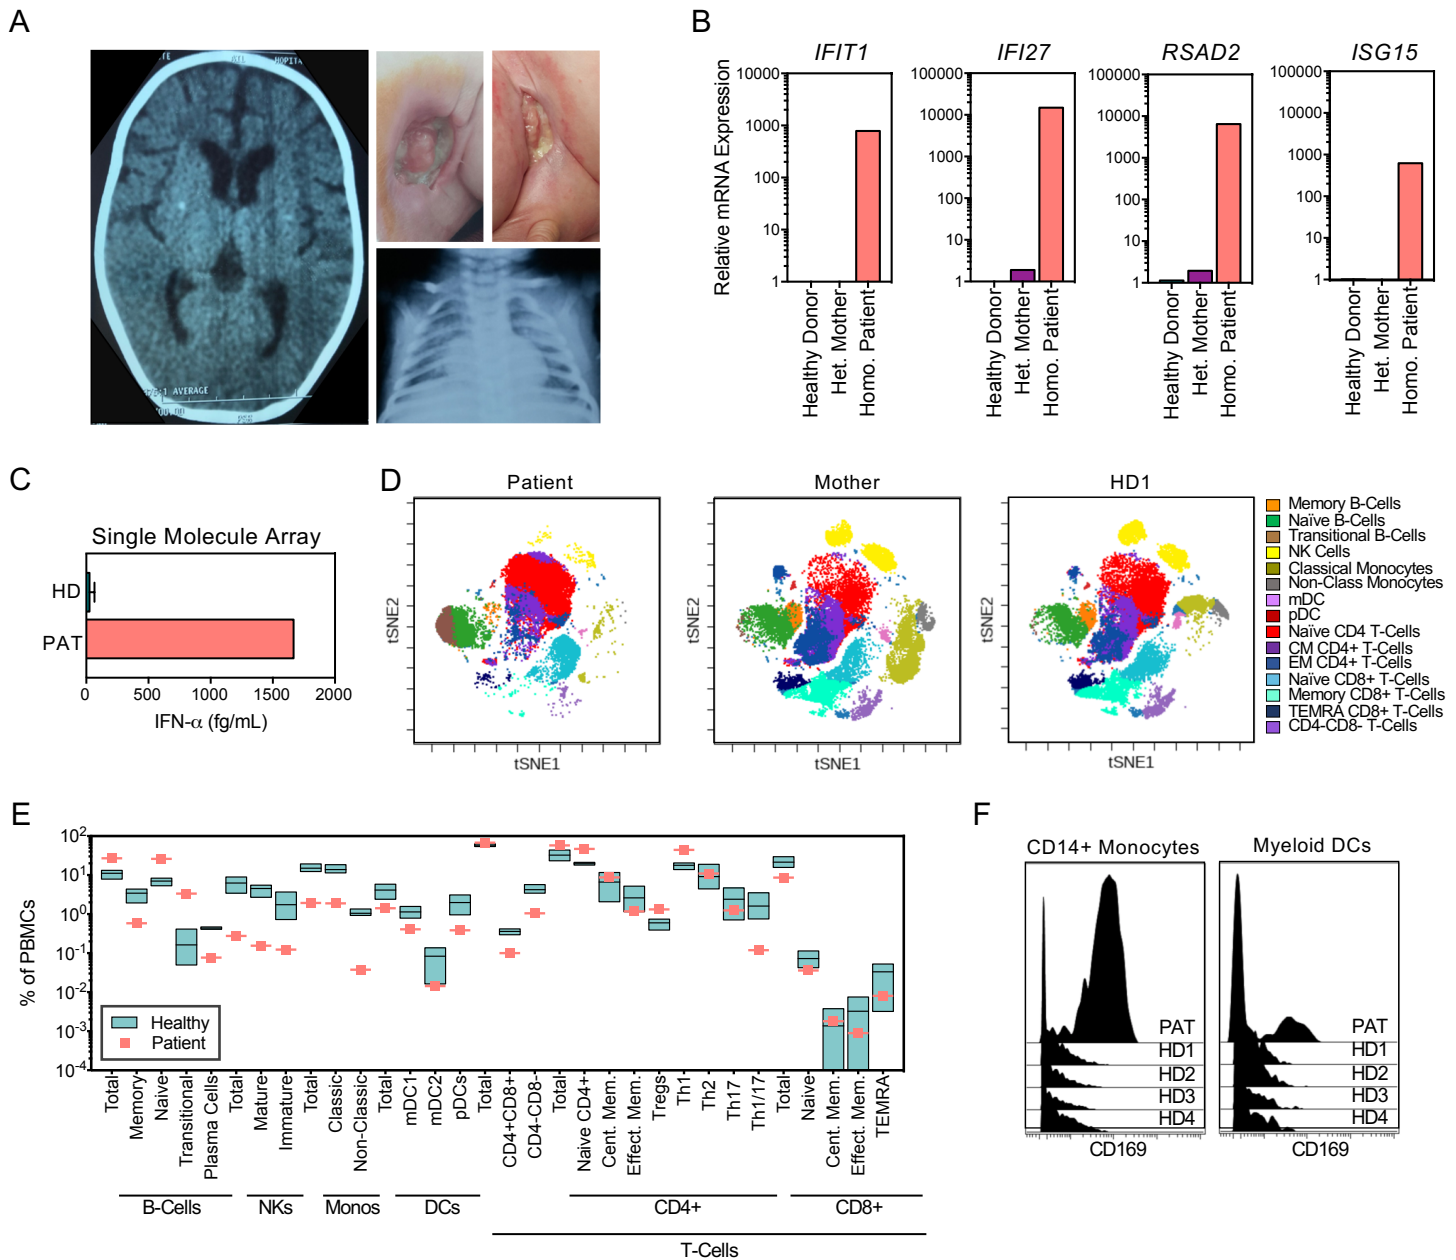 A
HOPITA
AVERAGE
B
IFIT1
IFI27
RSAD2
ISG15
Relative mRNA Expression
10000
1000
100
10
1
100000
10000
1000
100
10
1
100000
10000
1000
100
10
1
100000
10000
1000
100
10
1
Healthy Donor
Het. Mother
Homo. Patient
Healthy Donor
Het. Mother
Homo. Patient
Healthy Donor
Het. Mother
Homo. Patient
Healthy Donor
Het. Mother
Homo. Patient
C
Single Molecule Array
HD
PAT
0 500 1000 1500 2000
IFN-α (fg/mL)
D
Patient
Mother
HD1
tSNE2
tSNE1
tSNE2
tSNE1
tSNE2
tSNE1
Memory B-Cells
Naïve B-Cells
Transitional B-Cells
NK Cells
Classical Monocytes
Non-Class Monocytes
mDC
pDC
Naïve CD4 T-Cells
CM CD4+ T-Cells
EM CD4+ T-Cells
Naïve CD8+ T-Cells
Memory CD8+ T-Cells
TEMRA CD8+ T-Cells
CD4-CD8- T-Cells
E
% of PBMCs
10²
10¹
10⁰
10⁻¹
10⁻²
10⁻³
10⁻⁴
Healthy
Patient
Total
Memory
Naive
Transitional
Plasma Cells
Total
Mature
Immature
Total
Classic
Non-Classic
Total
mDC1
mDC2
pDCs
Total
CD4+CD8+
CD4-CD8-
Total
Naive CD4+
Cent. Mem.
Effect. Mem.
Tregs
Th1
Th2
Th17
Th1/17
Total
Naive
Cent. Mem.
Effect. Mem.
TEMRA
B-Cells
NKs
Monos
DCs
CD4+
CD8+
T-Cells
F
CD14+ Monocytes
Myeloid DCs
PAT
HD1
HD2
HD3
HD4
PAT
HD1
HD2
HD3
HD4
CD169
CD169